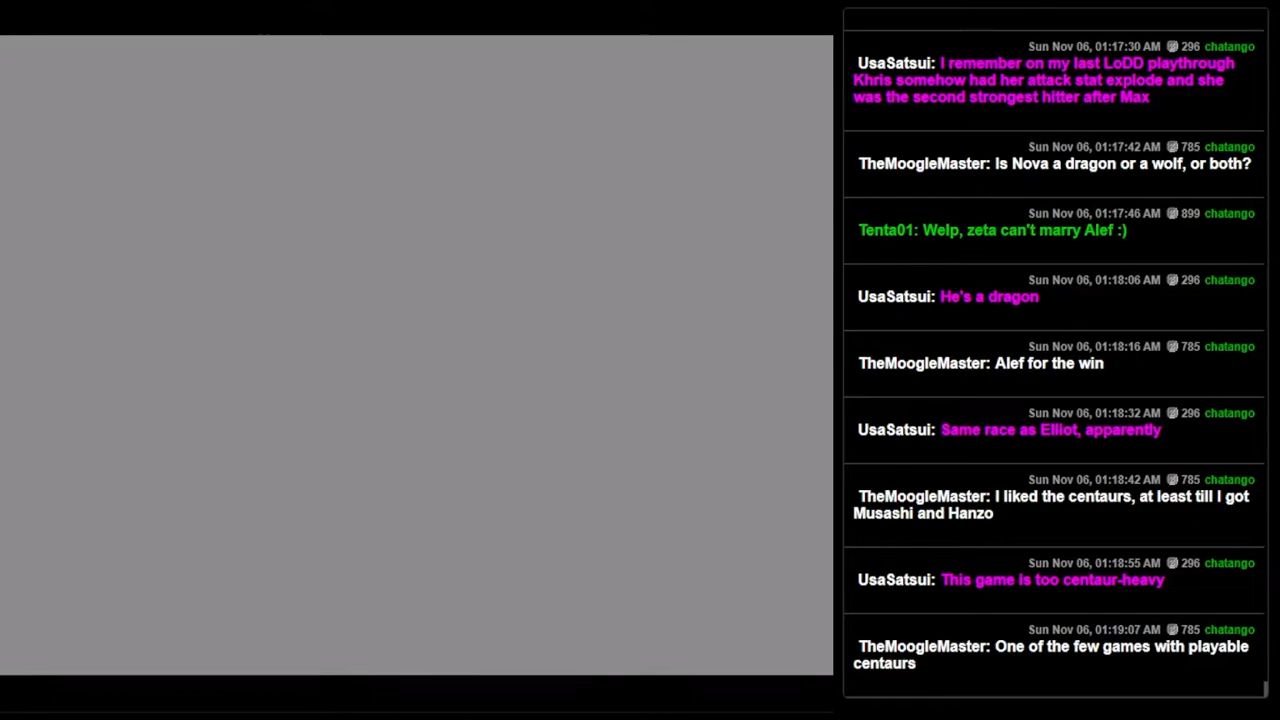 Sun Nov 06, 01:17:30 AM 296 chatango
UsaSatsui: I remember on my last LoDD playthrough
Khris somehow had her attack stat explode and she
was the second strongest hitter after Max
Sun Nov 06, 01:17:42 AM 785 chatango
TheMoogleMaster: Is Nova a dragon or a wolf, or both?
Sun Nov 06, 01:17:46 AM 899 chatango
Tenta01: Welp, zeta can't marry Alef :)
Sun Nov 06, 01:18:06 AM 296 chatango
UsaSatsui: He's a dragon
Sun Nov 06, 01:18:16 AM 785 chatango
TheMoogleMaster: Alef for the win
Sun Nov 06, 01:18:32 AM 296 chatango
UsaSatsui: Same race as Elliot, apparently
Sun Nov 06, 01:18:42 AM 785 chatango
TheMoogleMaster: I liked the centaurs, at least till I got
Musashi and Hanzo
Sun Nov 06, 01:18:55 AM 296 chatango
UsaSatsui: This game is too centaur-heavy
Sun Nov 06, 01:19:07 AM 785 chatango
TheMoogleMaster: One of the few games with playable
centaurs